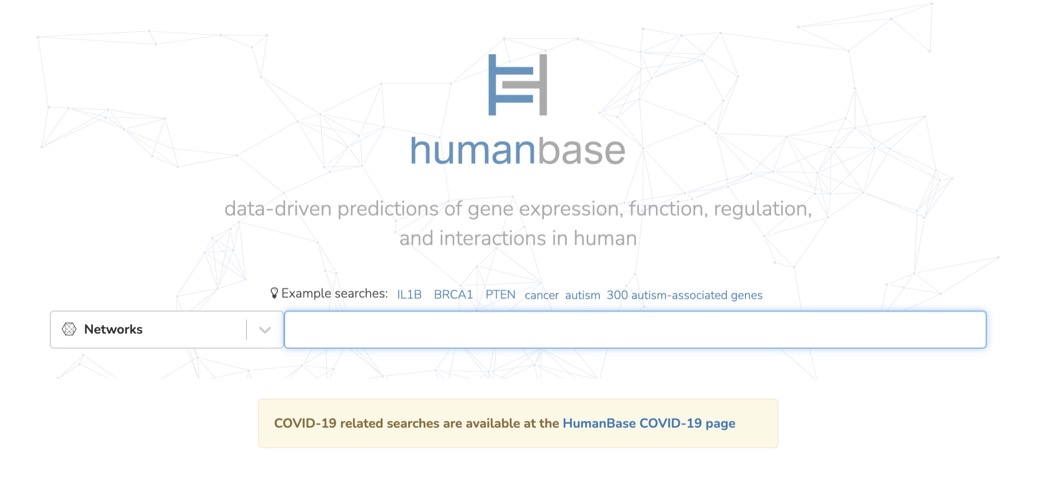 humanbase
data-driven predictions of gene expression, function, regulation,
and interactions in human
Example searches: IL1B BRCA1 PTEN cancer autism 300 autism-associated genes
Networks
COVID-19 related searches are available at the HumanBase COVID-19 page